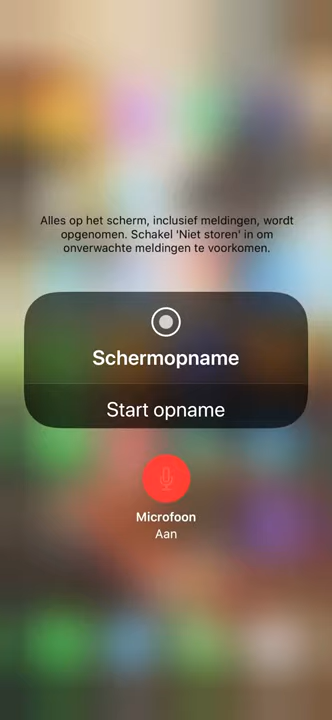 Alles op het scherm, inclusief meldingen, wordt
opgenomen. Schakel 'Niet storen' in om
onverwachte meldingen te voorkomen.
Schermopname
Start opname
Microfoon
Aan